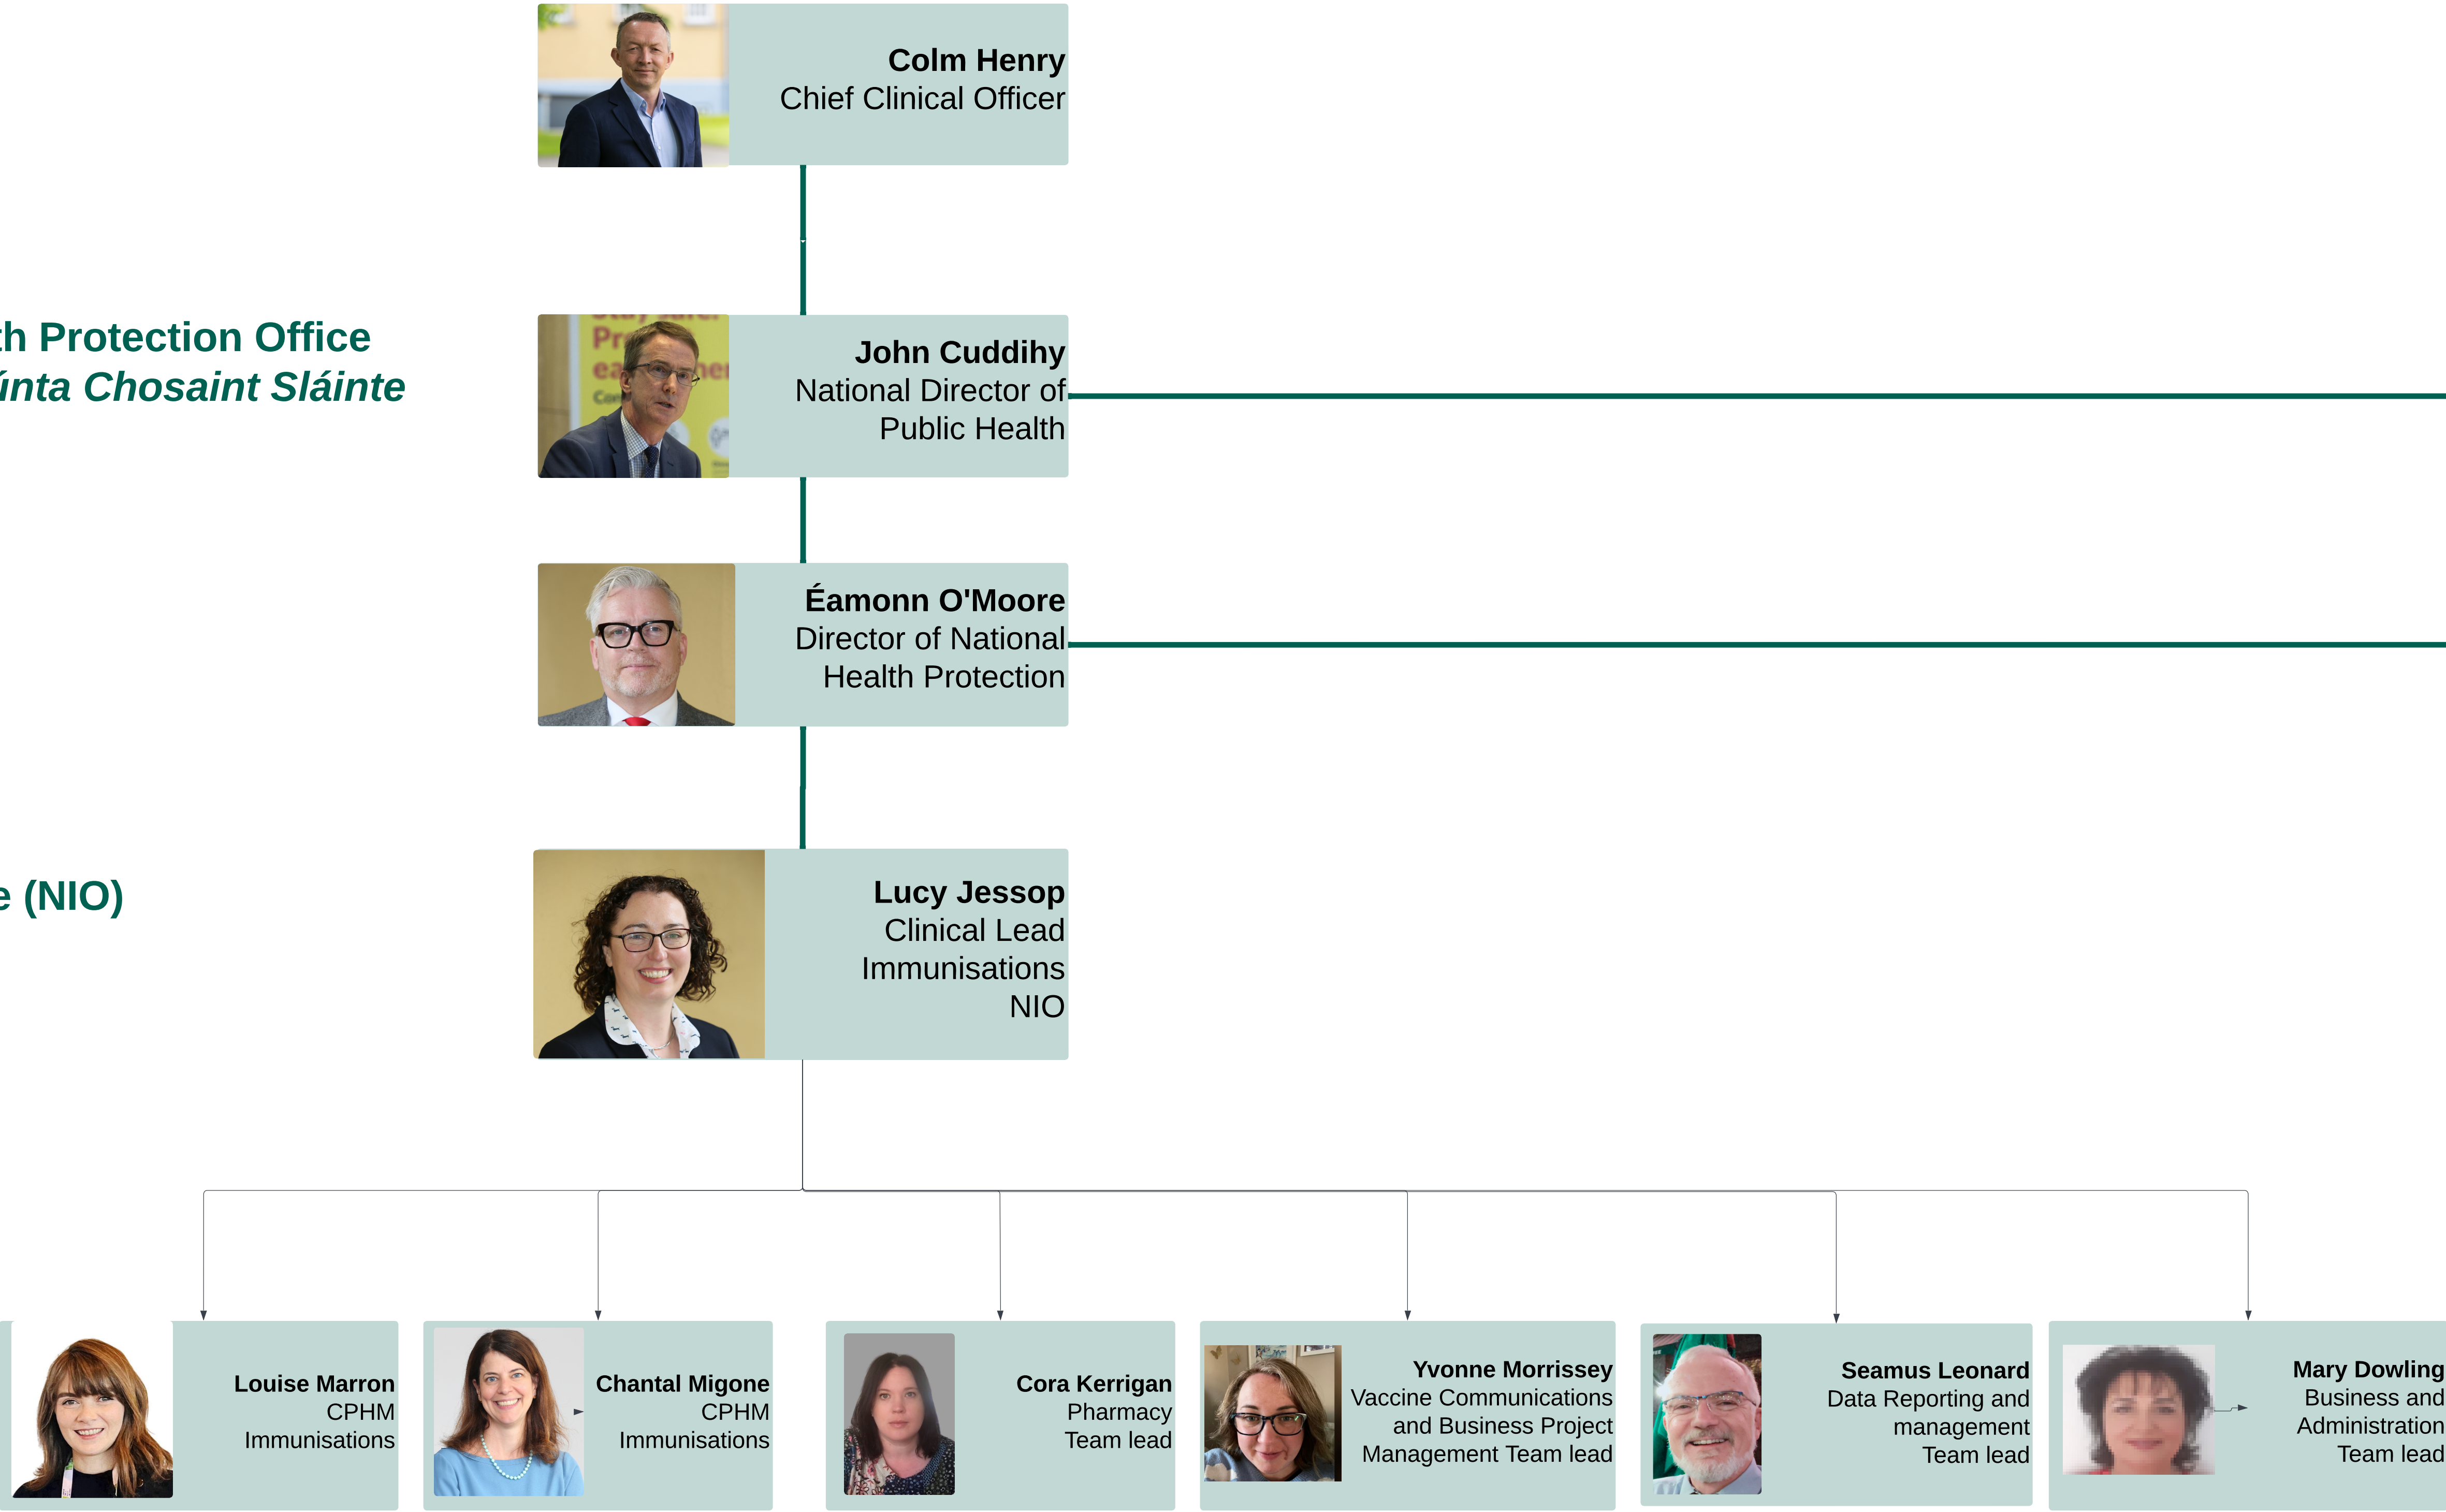 Colm Henry
Chief Clinical Officer
th Protection Office
únta Chosaint Sláinte
John Cuddihy
National Director of
Public Health
Éamonn O'Moore
Director of National
Health Protection
e (NIO)
Lucy Jessop
Clinical Lead
Immunisations
NIO
Louise Marron
CPHM
Immunisations
Chantal Migone
CPHM
Immunisations
Cora Kerrigan
Pharmacy
Team lead
Yvonne Morrissey
Vaccine Communications
and Business Project
Management Team lead
Seamus Leonard
Data Reporting and
management
Team lead
Mary Dowling
Business and
Administration
Team lead